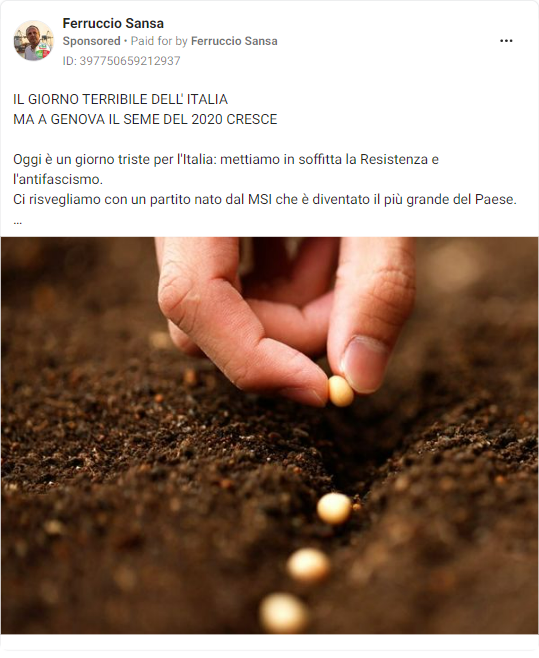 Ferruccio Sansa
Sponsored • Paid for by Ferruccio Sansa
ID: 397750659212937
IL GIORNO TERRIBILE DELL' ITALIA
MA A GENOVA IL SEME DEL 2020 CRESCE
Oggi è un giorno triste per l'Italia: mettiamo in soffitta la Resistenza e
l'antifascismo.
Ci risvegliamo con un partito nato dal MSI che è diventato il più grande del Paese.
...